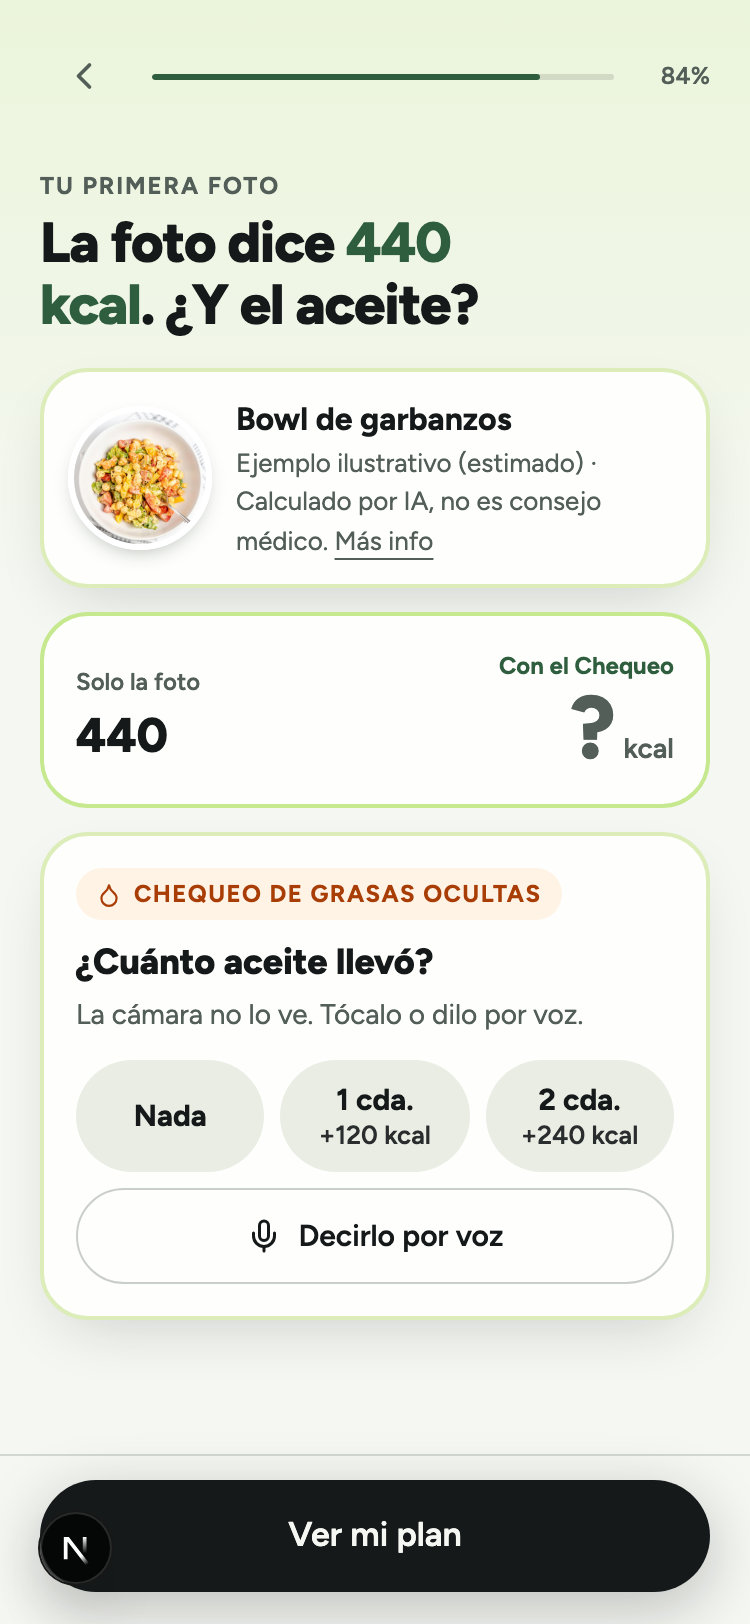 84%
TU PRIMERA FOTO
La foto dice 440
kcal. ¿Y el aceite?
Bowl de garbanzos
Ejemplo ilustrativo (estimado) ·
Calculado por IA, no es consejo
médico. Más info
Solo la foto
440
Con el Chequeo
? kcal
CHEQUEO DE GRASAS OCULTAS
¿Cuánto aceite llevó?
La cámara no lo ve. Tócalo o dilo por voz.
Nada
1 cda.
+120 kcal
2 cda.
+240 kcal
Decirlo por voz
Ver mi plan
N